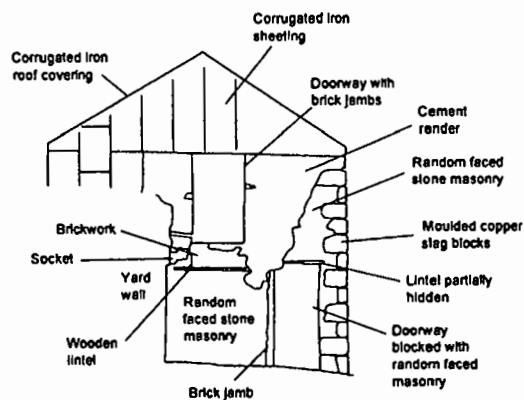 Corrugated iron
sheeting
Corrugated iron
roof covering
Doorway with
brick jambs
Cement
render
Random faced
stone masonry
Brickwork
Moulded copper
slag blocks
Socket
Yard
wall
Lintel partially
hidden
Random
faced stone
masonry
Wooden
lintel
Doorway
blocked with
random faced
masonry
Brick jamb